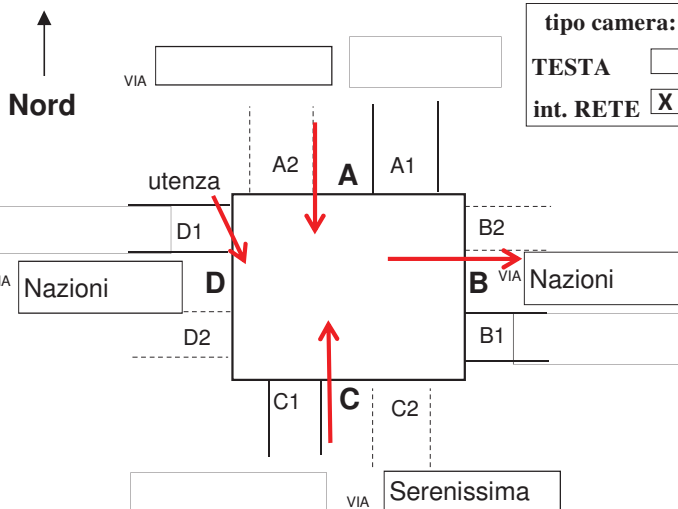 tipo camera:
VIA
TESTA
Nord
int. RETE X
A2
A
A1
utenza
B2
D1
Nazioni
D
B
VIA
Nazioni
D2
B1
C1
C
C2
VIA
Serenissima